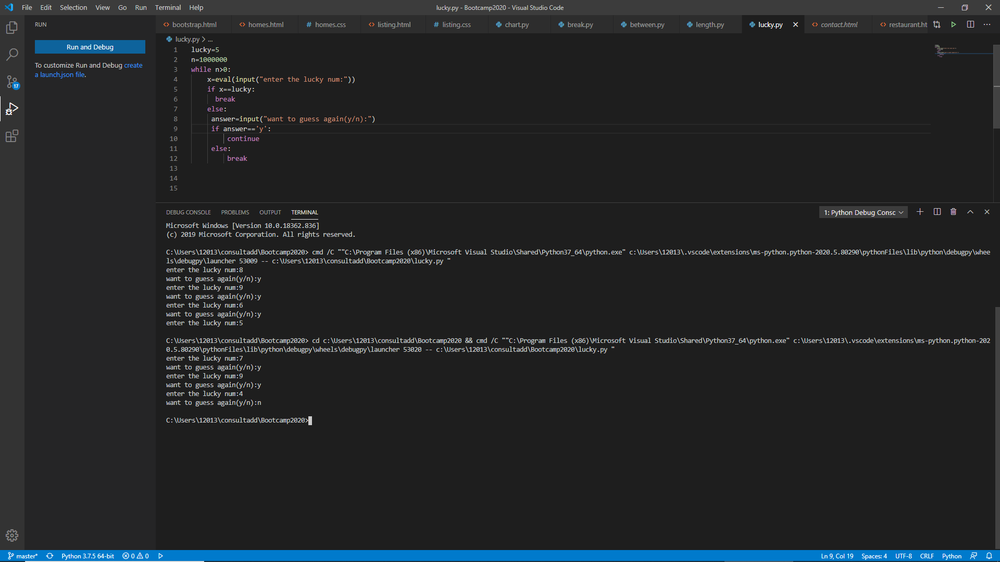 File Edit Selection View Go Run Terminal Help
lucky.py - Bootcamp2020 - Visual Studio Code
RUN
Run and Debug
To customize Run and Debug create
a launch.json file.
17
bootstrap.html homes.html # homes.css listing.html # listing.css chart.py break.py between.py length.py lucky.py contact.html restaurant.ht
lucky.py > ...
1 lucky=5
2 n=1000000
3 while n>0:
4 x=eval(input("enter the lucky num:"))
5 if x==lucky:
6 break
7 else:
8 answer=input("want to guess again(y/n):")
9 if answer=='y':
10 continue
11 else:
12 break
13
14
15
DEBUG CONSOLE PROBLEMS OUTPUT TERMINAL
1: Python Debug Consc
Microsoft Windows [Version 10.0.18362.836]
(c) 2019 Microsoft Corporation. All rights reserved.
C:\Users\12013\consultadd\Bootcamp2020> cmd /C ""C:\Program Files (x86)\Microsoft Visual Studio\Shared\Python37_64\python.exe" c:\Users\12013\.vscode\extensions\ms-python.python-2020.5.80290\pythonFiles\lib\python\debugpy\whee
ls\debugpy\launcher 53009 -- c:\Users\12013\consultadd\Bootcamp2020\lucky.py "
enter the lucky num:8
want to guess again(y/n):y
enter the lucky num:9
want to guess again(y/n):y
enter the lucky num:6
want to guess again(y/n):y
enter the lucky num:5
C:\Users\12013\consultadd\Bootcamp2020> cd c:\Users\12013\consultadd\Bootcamp2020 && cmd /C ""C:\Program Files (x86)\Microsoft Visual Studio\Shared\Python37_64\python.exe" c:\Users\12013\.vscode\extensions\ms-python.python-202
0.5.80290\pythonFiles\lib\python\debugpy\wheels\debugpy\launcher 53020 -- c:\Users\12013\consultadd\Bootcamp2020\lucky.py "
enter the lucky num:7
want to guess again(y/n):y
enter the lucky num:9
want to guess again(y/n):y
enter the lucky num:4
want to guess again(y/n):n
C:\Users\12013\consultadd\Bootcamp2020>
master* Python 3.7.5 64-bit 0 0
Ln 9, Col 19 Spaces: 4 UTF-8 CRLF Python